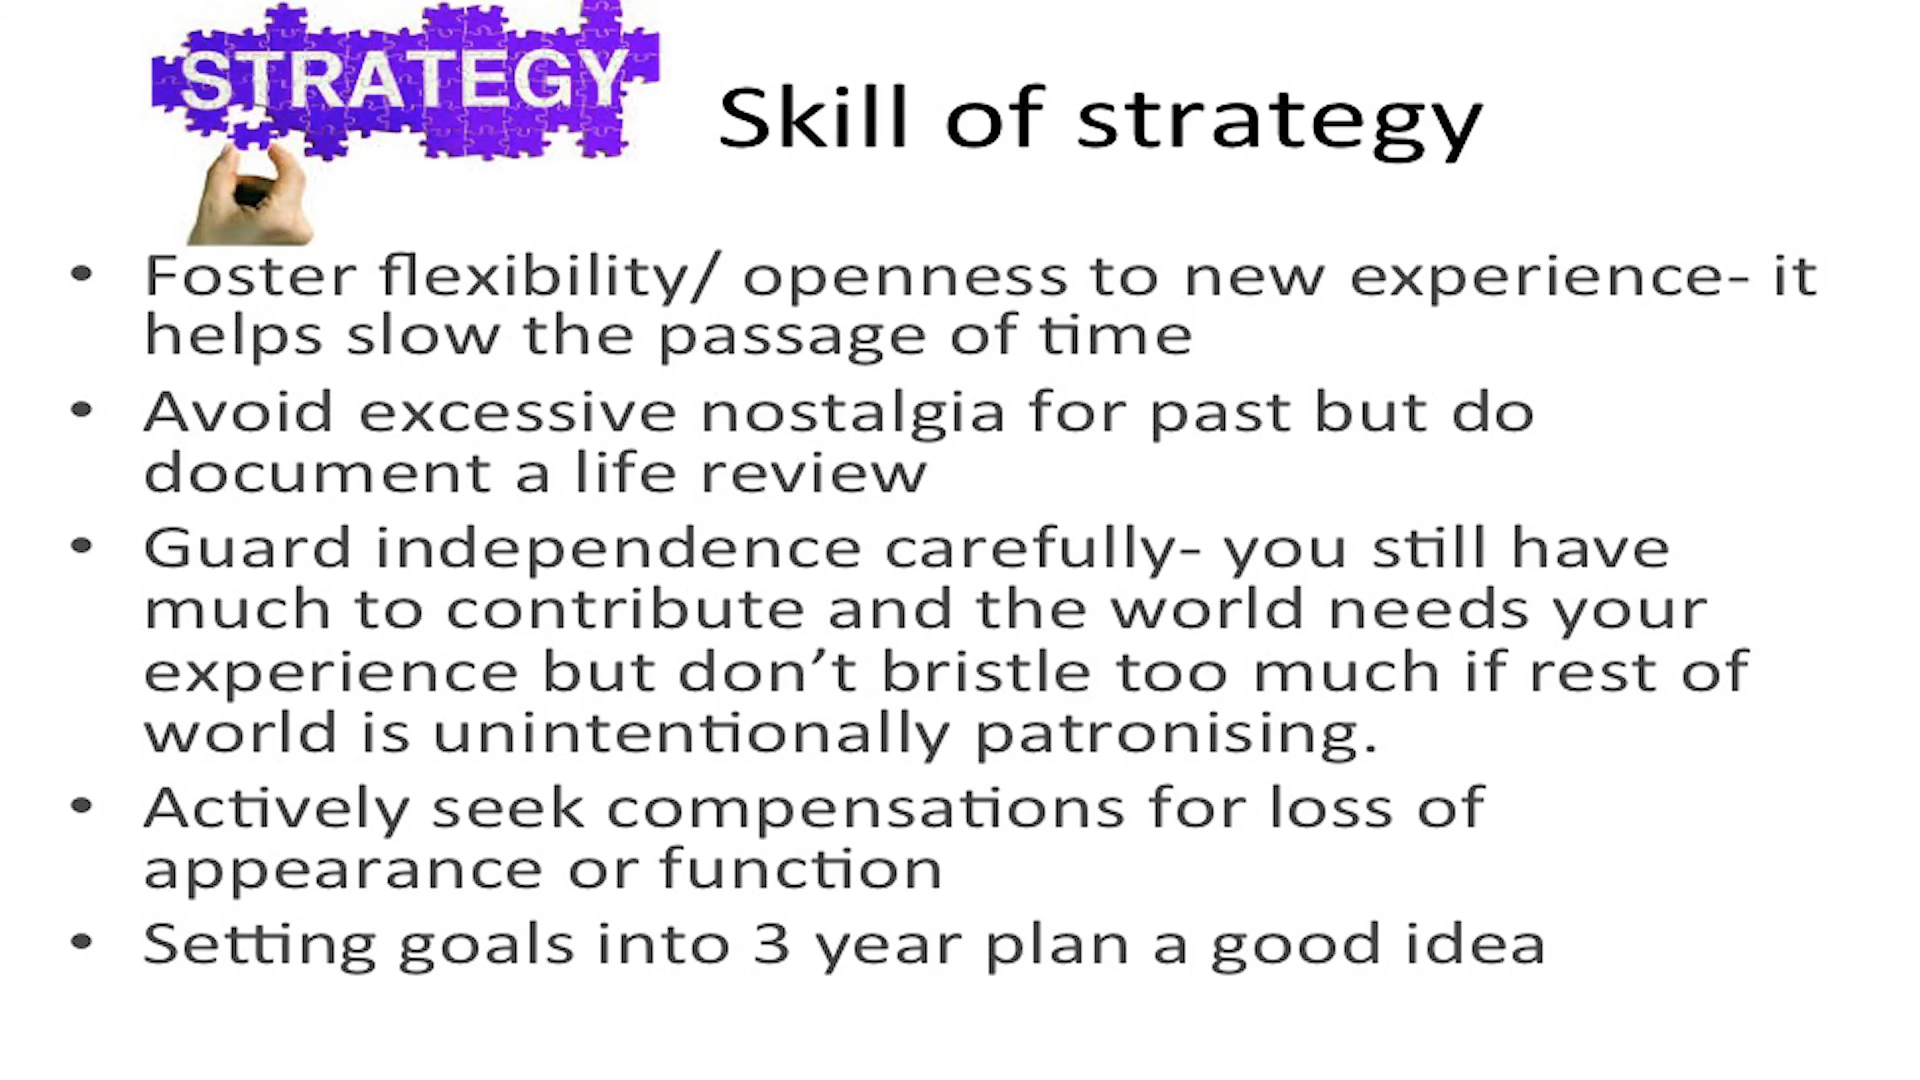 STRATEGY
Skill of strategy
• Foster flexibility/ openness to new experience- it
helps slow the passage of time
• Avoid excessive nostalgia for past but do
document a life review
• Guard independence carefully- you still have
much to contribute and the world needs your
experience but don’t bristle too much if rest of
world is unintentionally patronising.
• Actively seek compensations for loss of
appearance or function
• Setting goals into 3 year plan a good idea